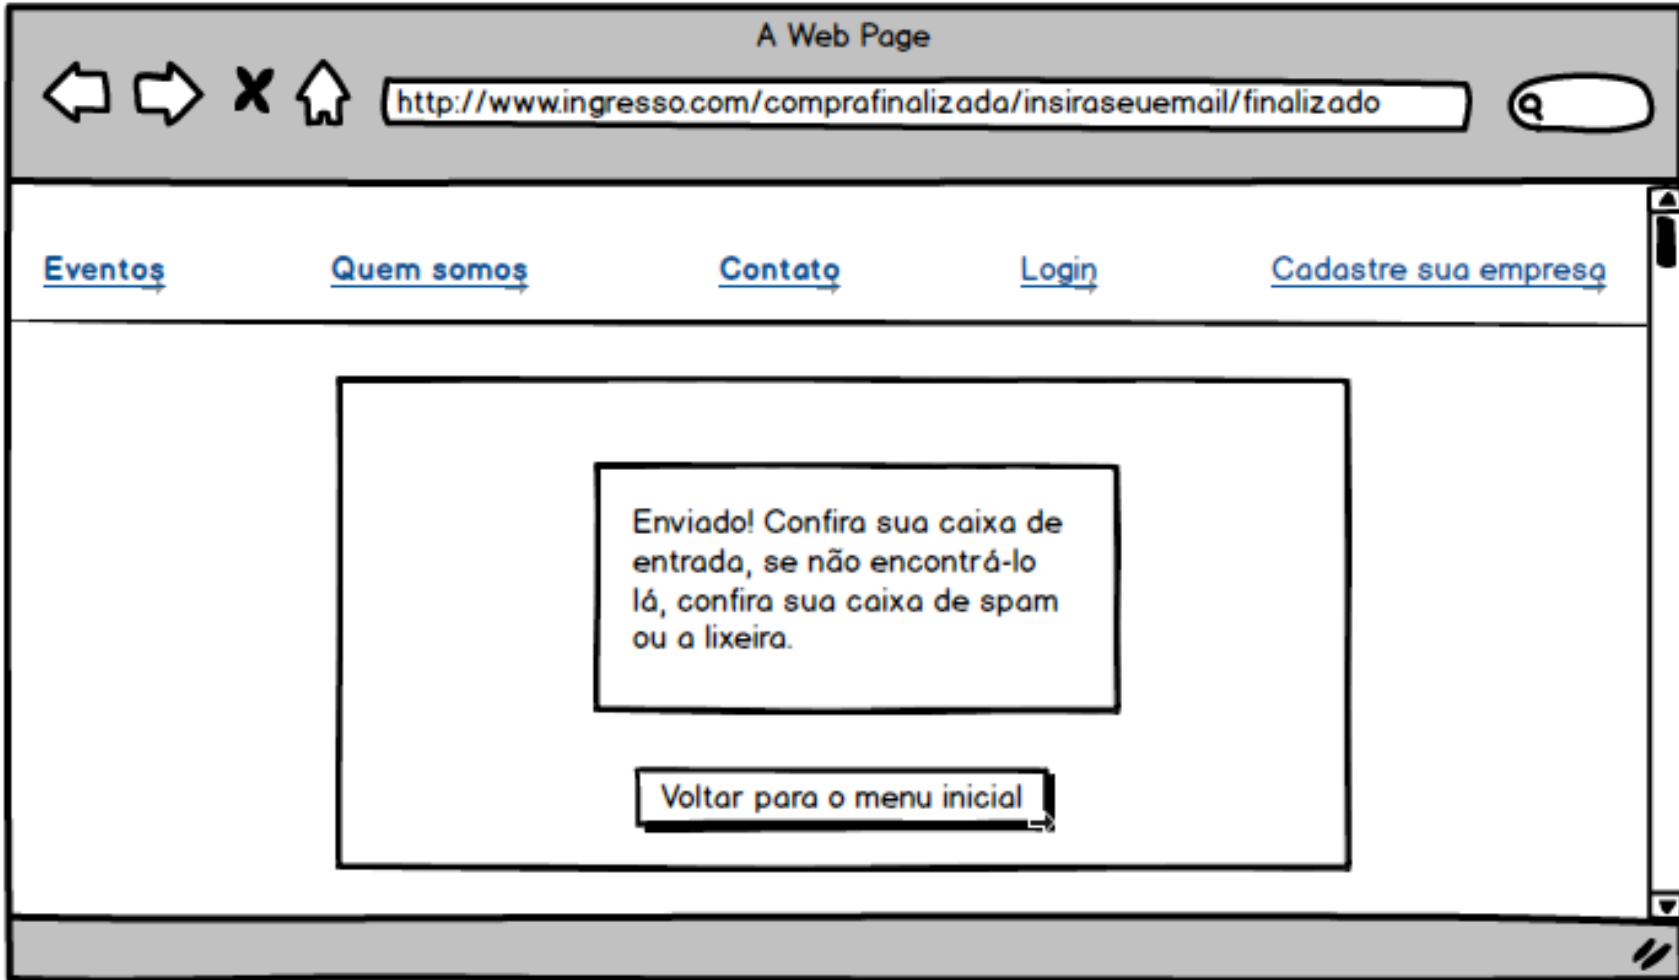 A Web Page
http://www.ingresso.com/comprafinalizada/insiraseuemail/finalizado
Eventos Quem somos Contato Login Cadastre sua empresa
Enviado! Confira sua caixa de
entrada, se não encontrá-lo
lá, confira sua caixa de spam
ou a lixeira.
Voltar para o menu inicial